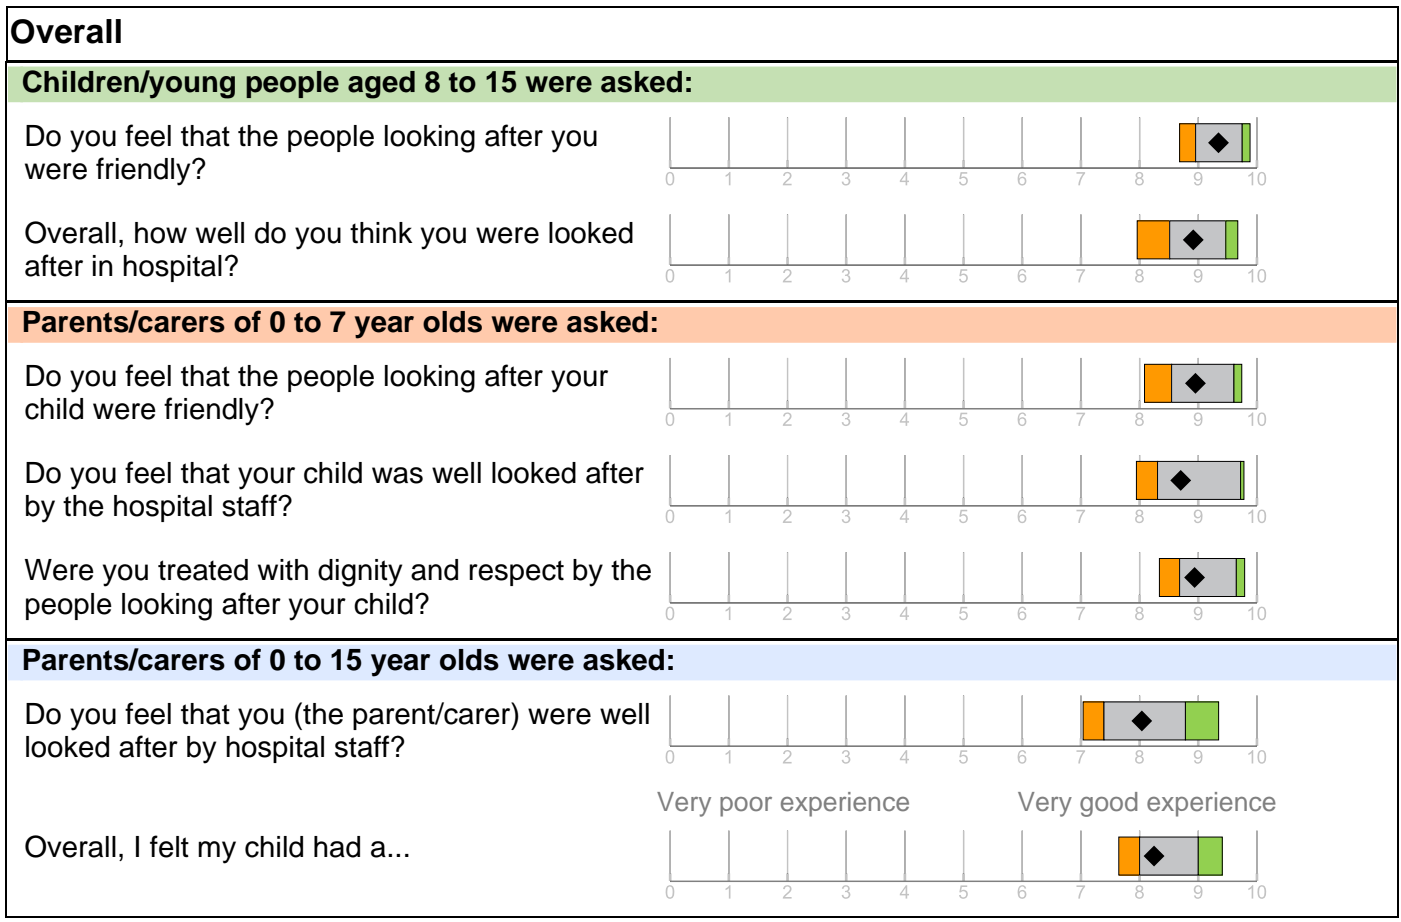 Overall
Children/young people aged 8 to 15 were asked:
Do you feel that the people looking after you
were friendly?
0 1 2 3 4 5 6 7 8 9 10
Overall, how well do you think you were looked
after in hospital?
0 1 2 3 4 5 6 7 8 9 10
Parents/carers of 0 to 7 year olds were asked:
Do you feel that the people looking after your
child were friendly?
0 1 2 3 4 5 6 7 8 9 10
Do you feel that your child was well looked after
by the hospital staff?
0 1 2 3 4 5 6 7 8 9 10
Were you treated with dignity and respect by the
people looking after your child?
0 1 2 3 4 5 6 7 8 9 10
Parents/carers of 0 to 15 year olds were asked:
Do you feel that you (the parent/carer) were well
looked after by hospital staff?
0 1 2 3 4 5 6 7 8 9 10
Very poor experience Very good experience
Overall, I felt my child had a...
0 1 2 3 4 5 6 7 8 9 10